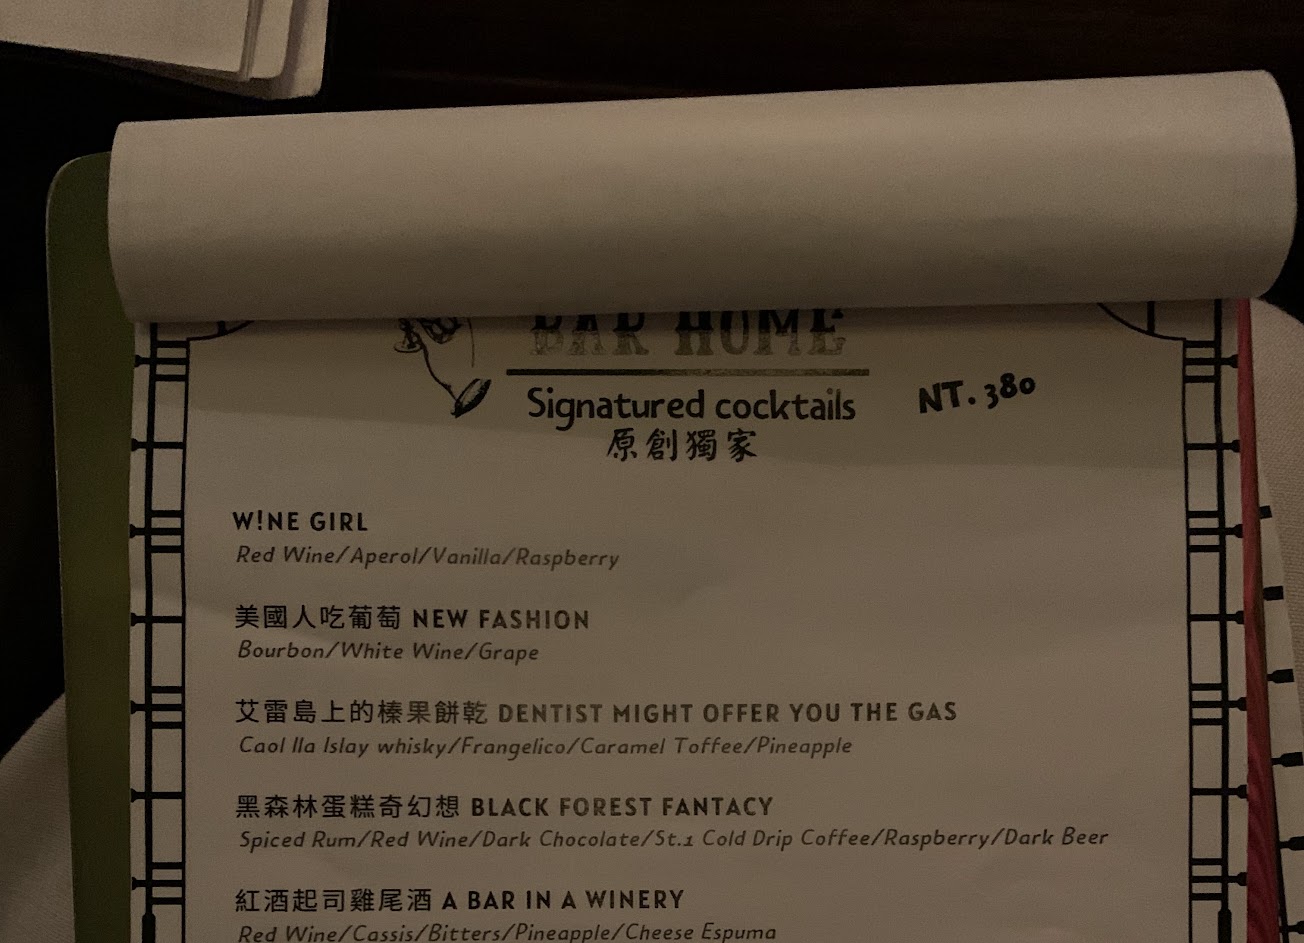 BAR HOME
Signatured cocktails
NT. 380
原創獨家
W!NE GIRL
Red Wine/Aperol/Vanilla/Raspberry
美國人吃葡萄 NEW FASHION
Bourbon/White Wine/Grape
艾雷島上的榛果餅乾 DENTIST MIGHT OFFER YOU THE GAS
Caol Ila Islay whisky/Frangelico/Caramel Toffee/Pineapple
黑森林蛋糕奇幻想 BLACK FOREST FANTACY
Spiced Rum/Red Wine/Dark Chocolate/St.1 Cold Drip Coffee/Raspberry/Dark Beer
紅酒起司雞尾酒 A BAR IN A WINERY
Red Wine/Cassis/Bitters/Pineapple/Cheese Espuma